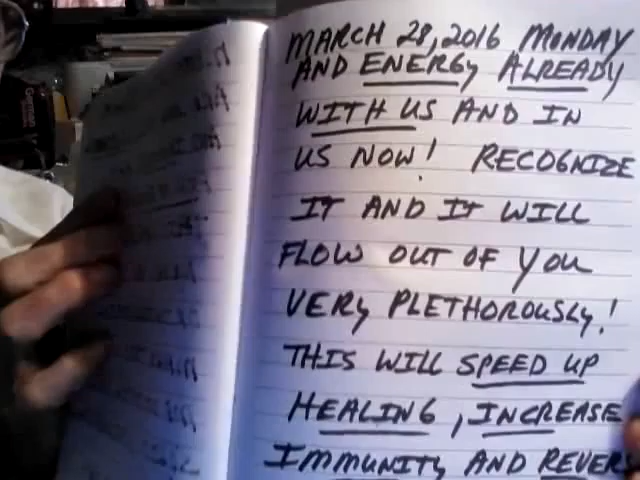 MARCH 28, 2016 MONDAY
AND ENERGY ALREADY
WITH US AND IN
US NOW! RECOGNIZE
IT AND IT WILL
FLOW OUT OF YOU
VERY PLETHOROUSLY!
THIS WILL SPEED UP
HEALING, INCREASE
IMMUNITY AND REVERS